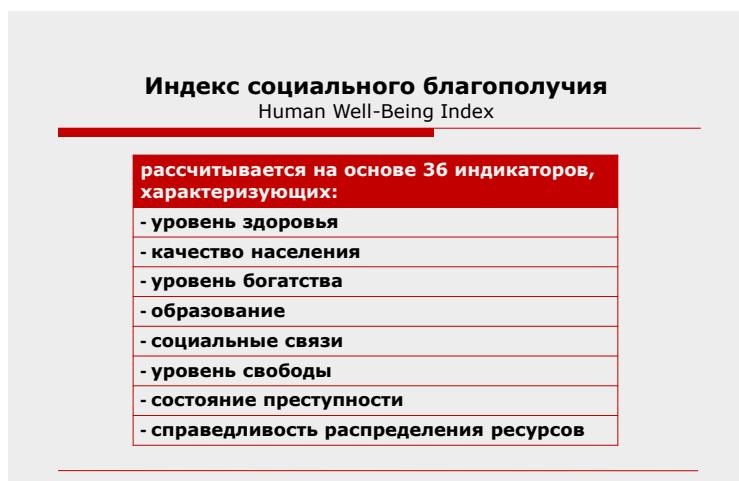 Индекс социального благополучия
Human Well-Being Index
рассчитывается на основе 36 индикаторов,
характеризующих:
- уровень здоровья
- качество населения
- уровень богатства
- образование
- социальные связи
- уровень свободы
- состояние преступности
- справедливость распределения ресурсов